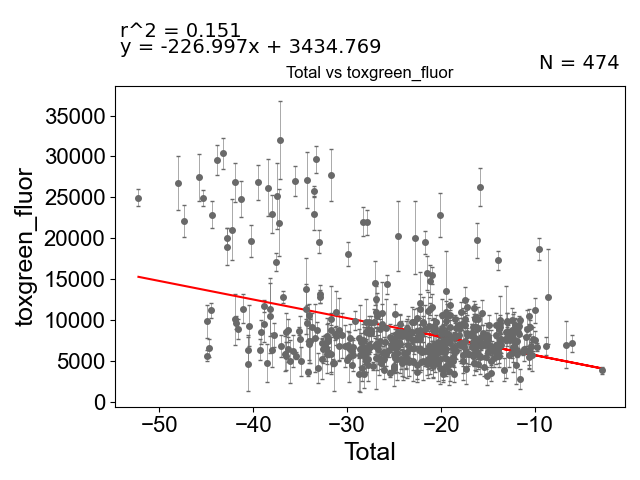 r^2 = 0.151
y = -226.997x + 3434.769
N = 474
Total vs toxgreen_fluor
35000
30000
25000
20000
15000
10000
5000
0
toxgreen_fluor
−50
−40
−30
−20
−10
Total